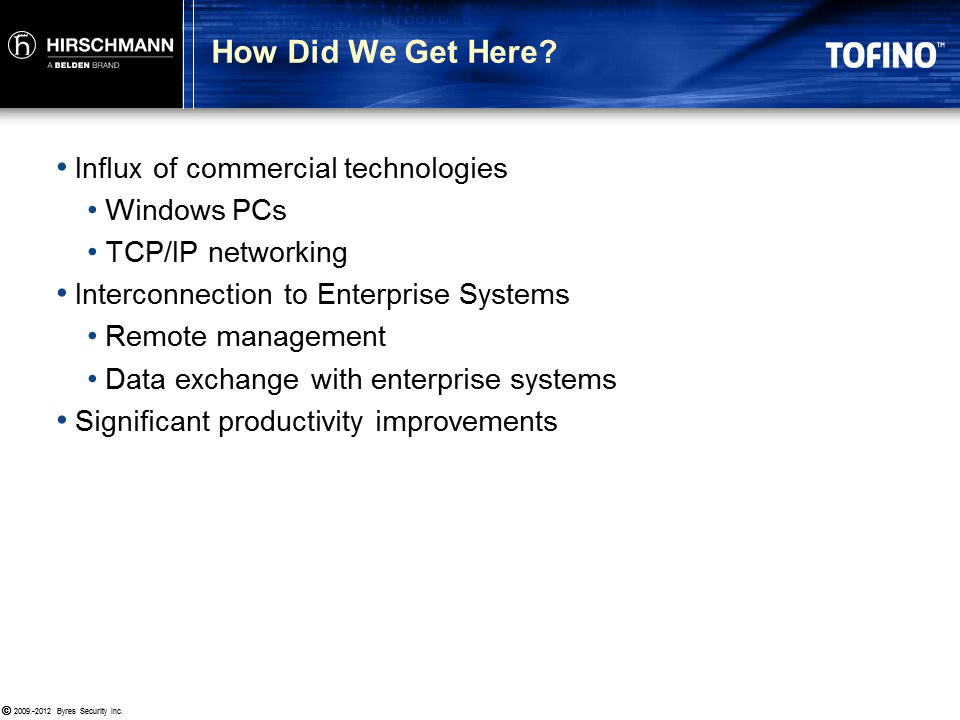 HIRSCHMANN
A BELDEN BRAND
How Did We Get Here?
TOFINO™
• Influx of commercial technologies
• Windows PCs
• TCP/IP networking
• Interconnection to Enterprise Systems
• Remote management
• Data exchange with enterprise systems
• Significant productivity improvements
© 2009.-2012 Byres Security Inc.